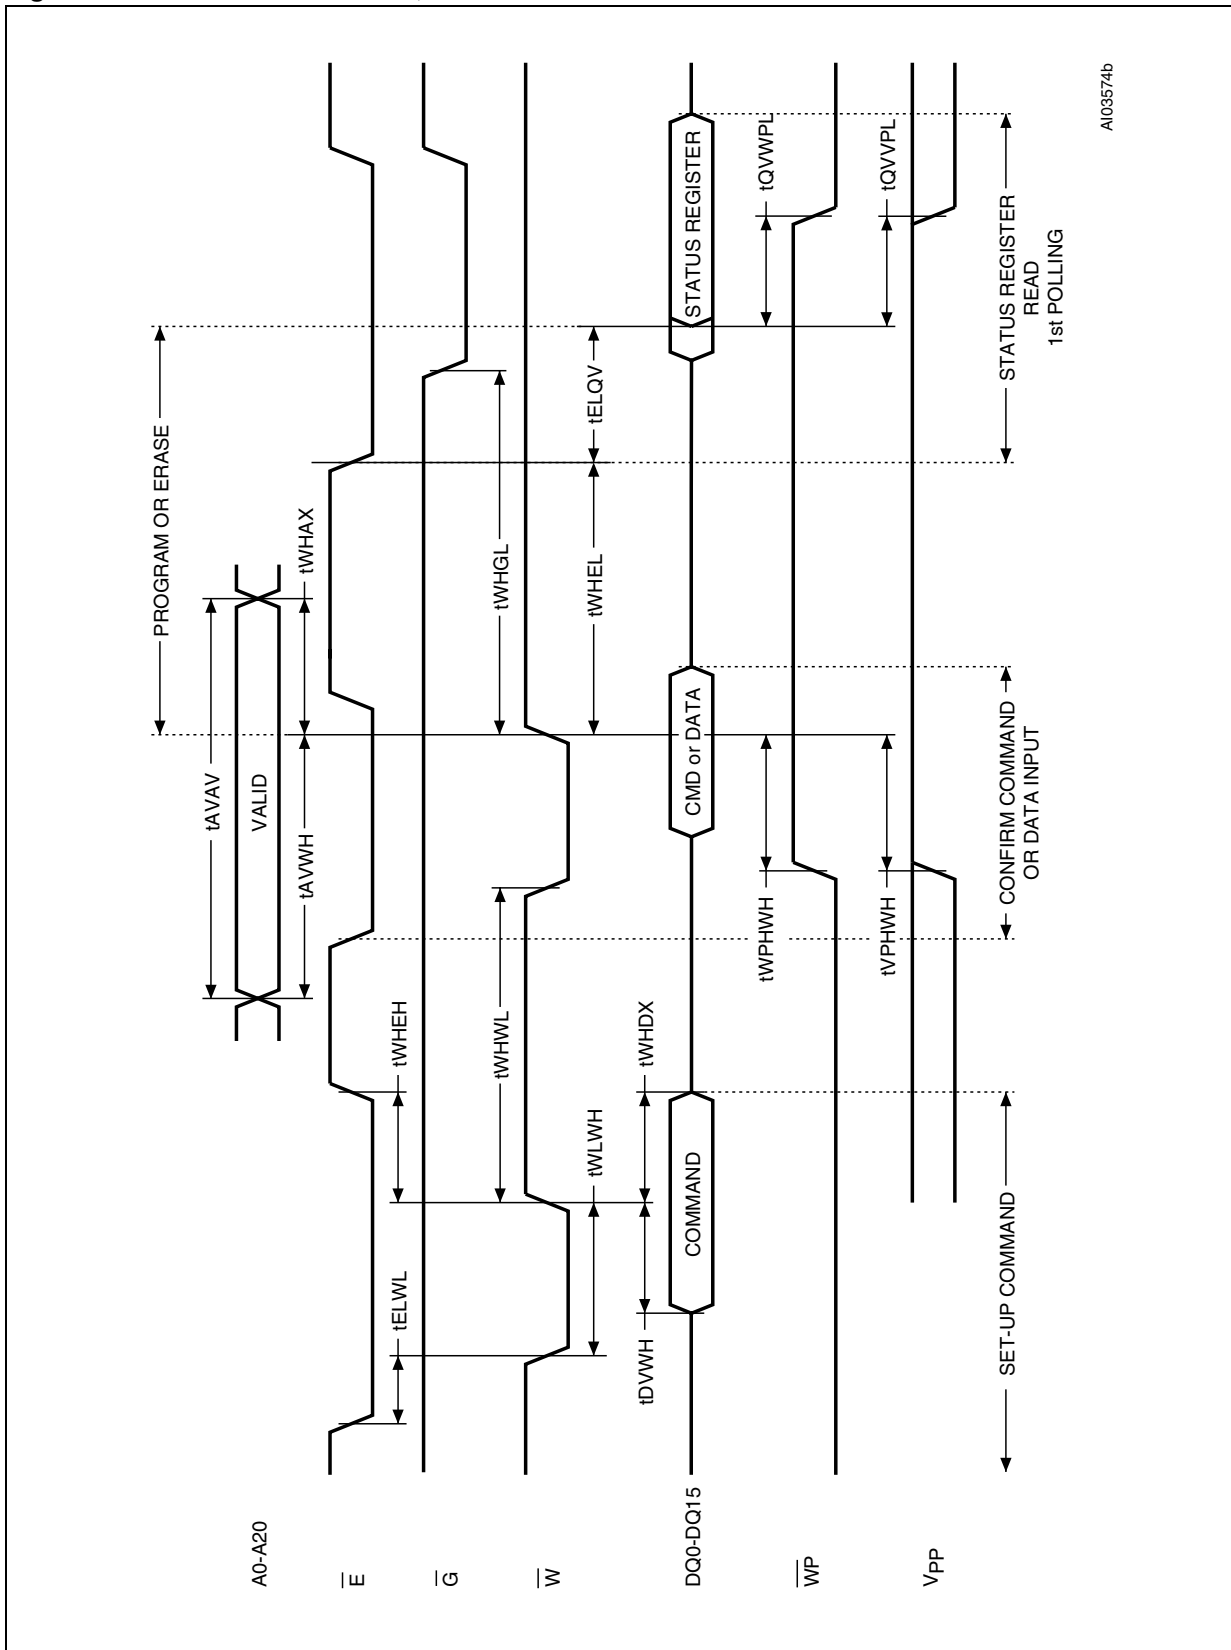 PROGRAM OR ERASE
tAVAV
A0-A20
VALID
tAVWH
tWHAX
E
tELWL
tWHEH
G
tWHWL
tWHGL
W
tWLWH
tWHEL
tELQV
tDVWH
tWHDX
DQ0-DQ15
COMMAND
CMD or DATA
STATUS REGISTER
tWPHWH
tQVWPL
WP
tVPHWH
tQVVPL
VPP
SET-UP COMMAND
CONFIRM COMMAND
OR DATA INPUT
STATUS REGISTER
READ
1st POLLING
AI03574b